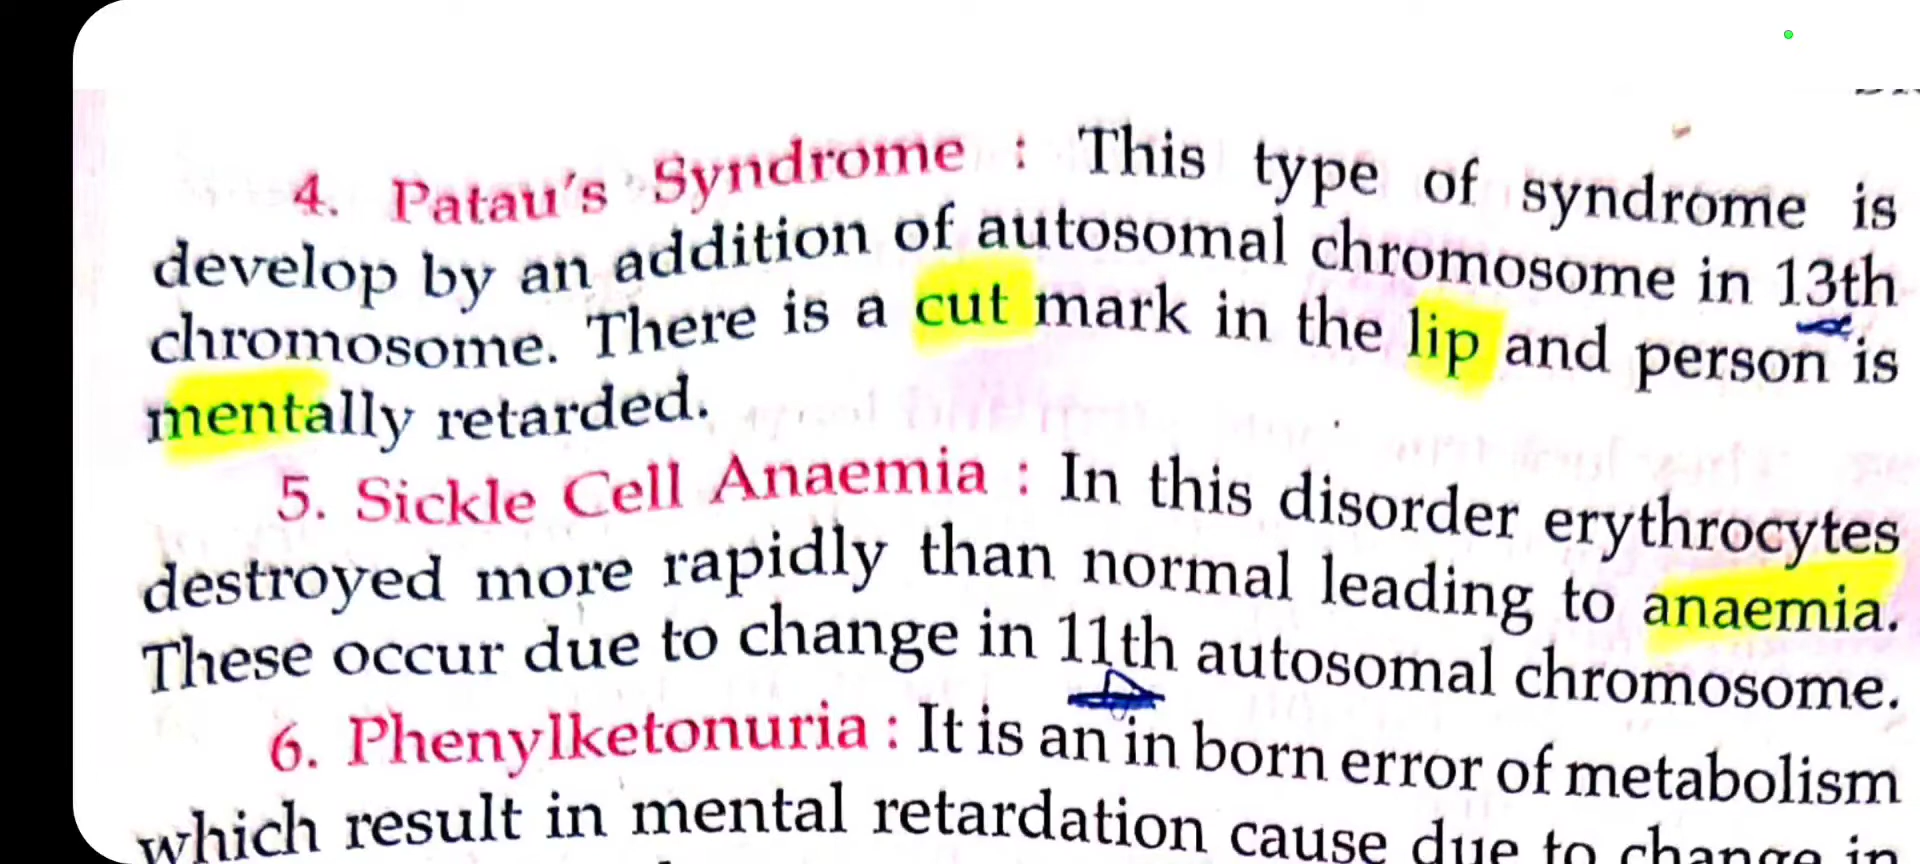 4. Patau's Syndrome : This type of syndrome is
develop by an addition of autosomal chromosome in 13th
chromosome. There is a cut mark in the lip and person is
mentally retarded.
5. Sickle Cell Anaemia : In this disorder erythrocytes
destroyed more rapidly than normal leading to anaemia.
These occur due to change in 11th autosomal chromosome.
6. Phenylketonuria : It is an in born error of metabolism
which result in mental retardation cause due to change in